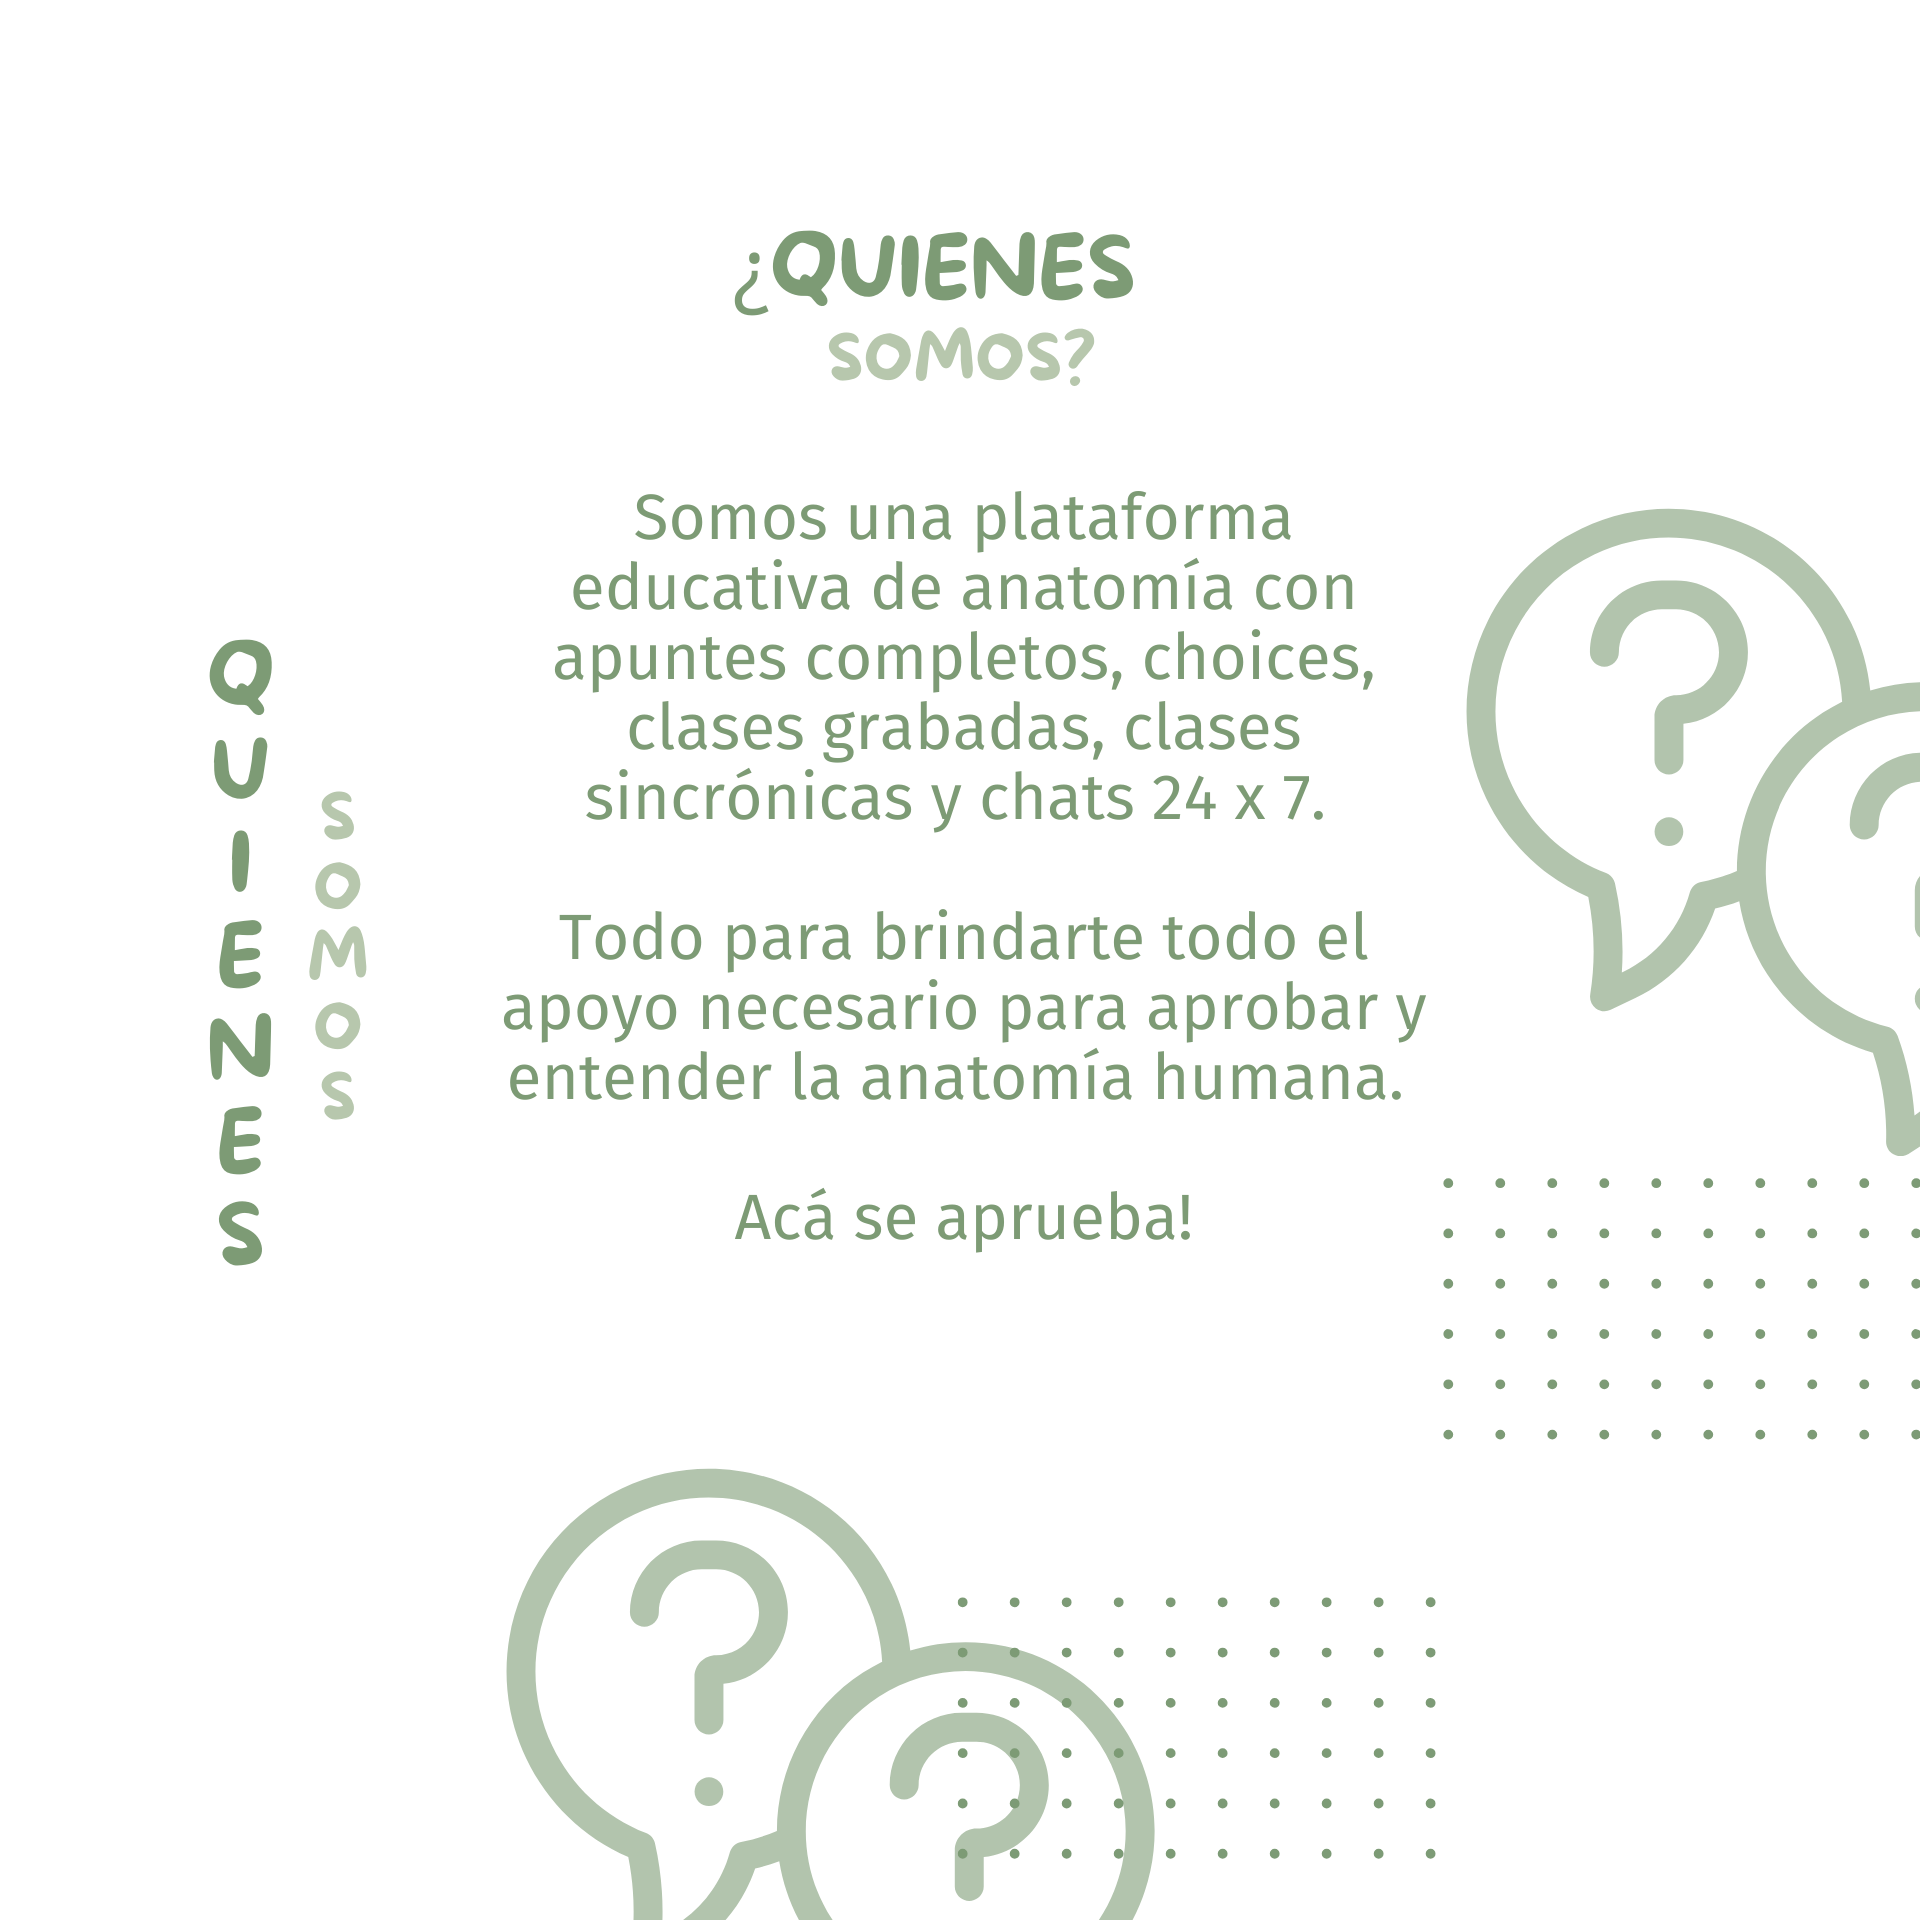 ¿QUIENES
SOMOS?
Somos una plataforma
educativa de anatomía con
apuntes completos, choices,
clases grabadas, clases
sincrónicas y chats 24 x 7.
Todo para brindarte todo el
apoyo necesario para aprobar y
entender la anatomía humana.
Acá se aprueba!
QUIENES
SOMOS